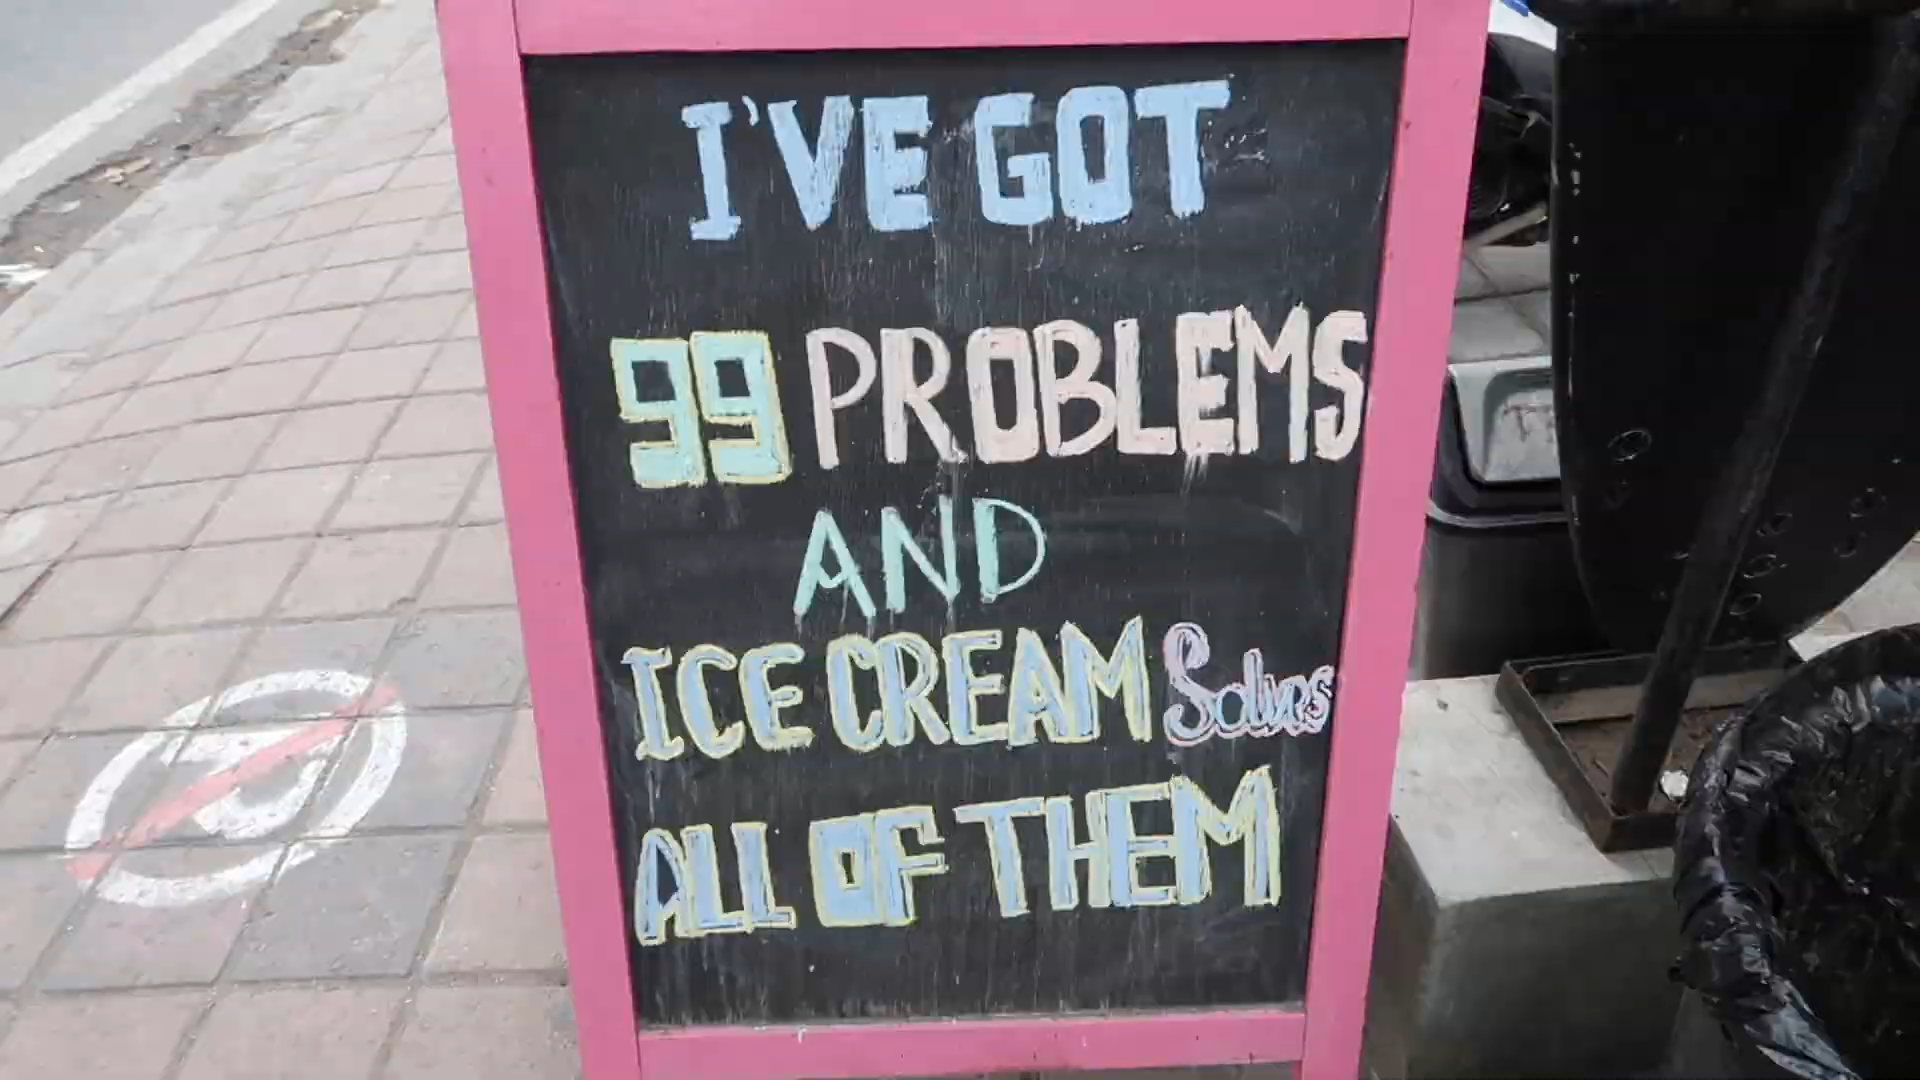 I'VE GOT
99 PROBLEMS
AND
ICE CREAM Solves
ALL OF THEM